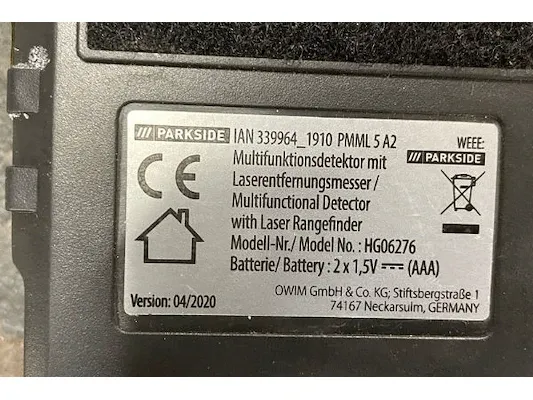 /// PARKSIDE IAN 339964_1910 PMML 5 A2
WEEE:
/// PARKSIDE
CE
Multifunktionsdetektor mit
Laserentfernungsmesser /
Multifunctional Detector
with Laser Rangefinder
Modell-Nr./ Model No. : HG06276
Batterie/ Battery : 2 x 1,5V (AAA)
Version: 04/2020
OWIM GmbH & Co. KG; Stiftsbergstraße 1
74167 Neckarsulm, GERMANY